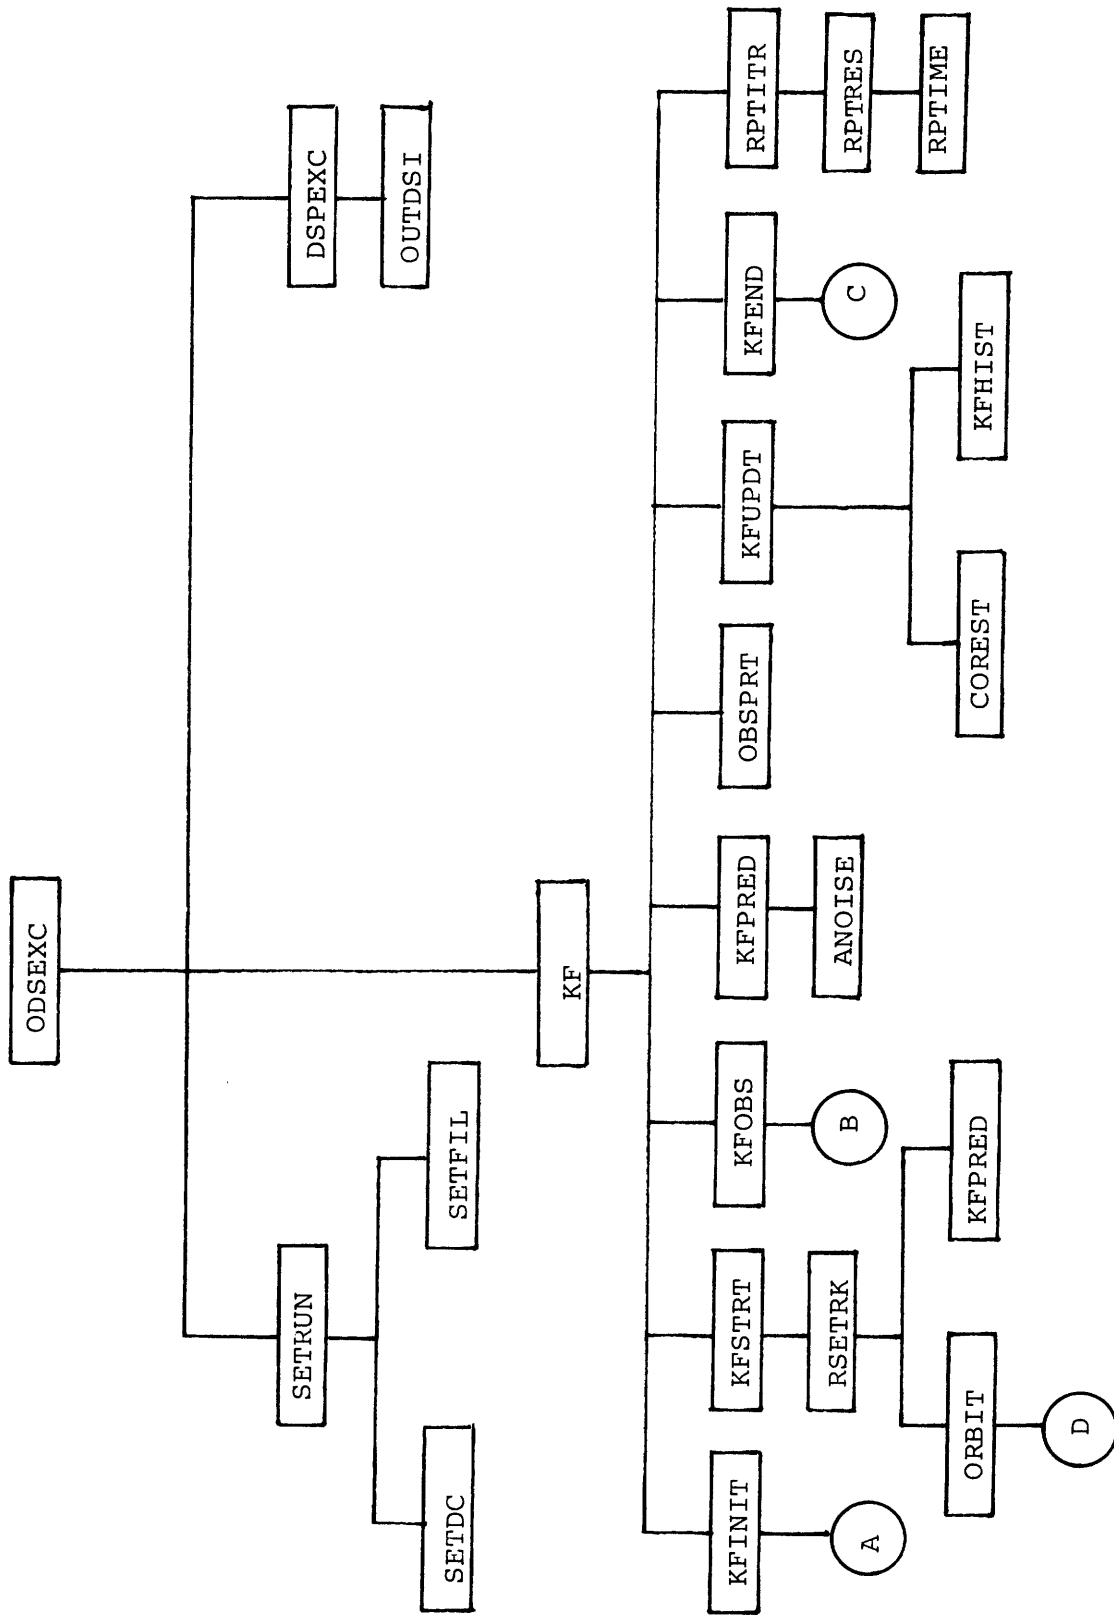 ODSEXC
SETRUN
DSPEXC
SETDC
SETFIL
OUTDSI
KF
KFINIT
KFSTRT
KFOBS
KFPRED
OBSPRT
KFUPDT
KFEND
RPTITR
A
RSETRK
B
ANOISE
C
RPTRES
ORBIT
KFPRED
COREST
KFHIST
RPTIME
D